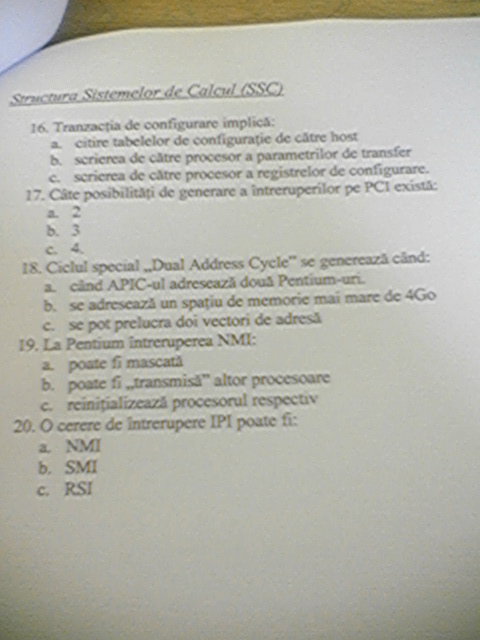 Structura Sistemelor de Calcul (SSC)
16. Tranzacția de configurare implică:
a. citire tabelelor de configurație de către host
b. scrierea de către procesor a parametrilor de transfer
c. scrierea de către procesor a registrelor de configurare.
17. Câte posibilități de generare a întreruperilor pe PCI există:
a. 2
b. 3
c. 4.
18. Ciclul special „Dual Address Cycle” se generează când:
a. când APIC-ul adresează două Pentium-uri.
b. se adresează un spațiu de memorie mai mare de 4Go
c. se pot prelucra doi vectori de adresă
19. La Pentium întreruperea NMI:
a. poate fi mascată
b. poate fi „transmisă” altor procesoare
c. reinițializează procesorul respectiv
20. O cerere de întrerupere IPI poate fi:
a. NMI
b. SMI
c. RSI